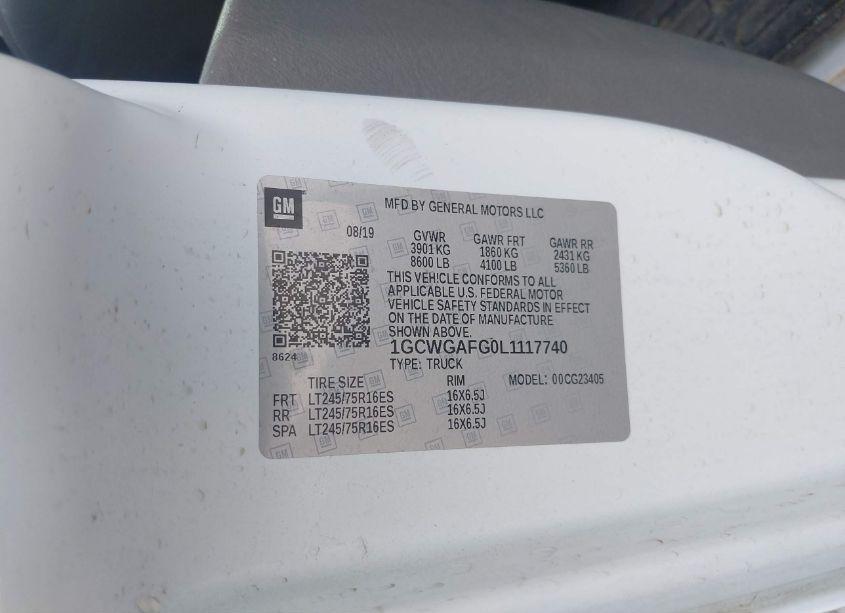 GM
MFD BY GENERAL MOTORS LLC
08/19
GVWR GAWR FRT GAWR RR
3901 KG 1860 KG 2431 KG
8600 LB 4100 LB 5360 LB
THIS VEHICLE CONFORMS TO ALL
APPLICABLE U.S. FEDERAL MOTOR
VEHICLE SAFETY STANDARDS IN EFFECT
ON THE DATE OF MANUFACTURE
SHOWN ABOVE.
8624
1GCWGAFG0L1117740
TYPE: TRUCK
TIRE SIZE RIM MODEL: 00CG23405
FRT LT245/75R16ES 16X6.5J
RR LT245/75R16ES 16X6.5J
SPA LT245/75R16ES 16X6.5J